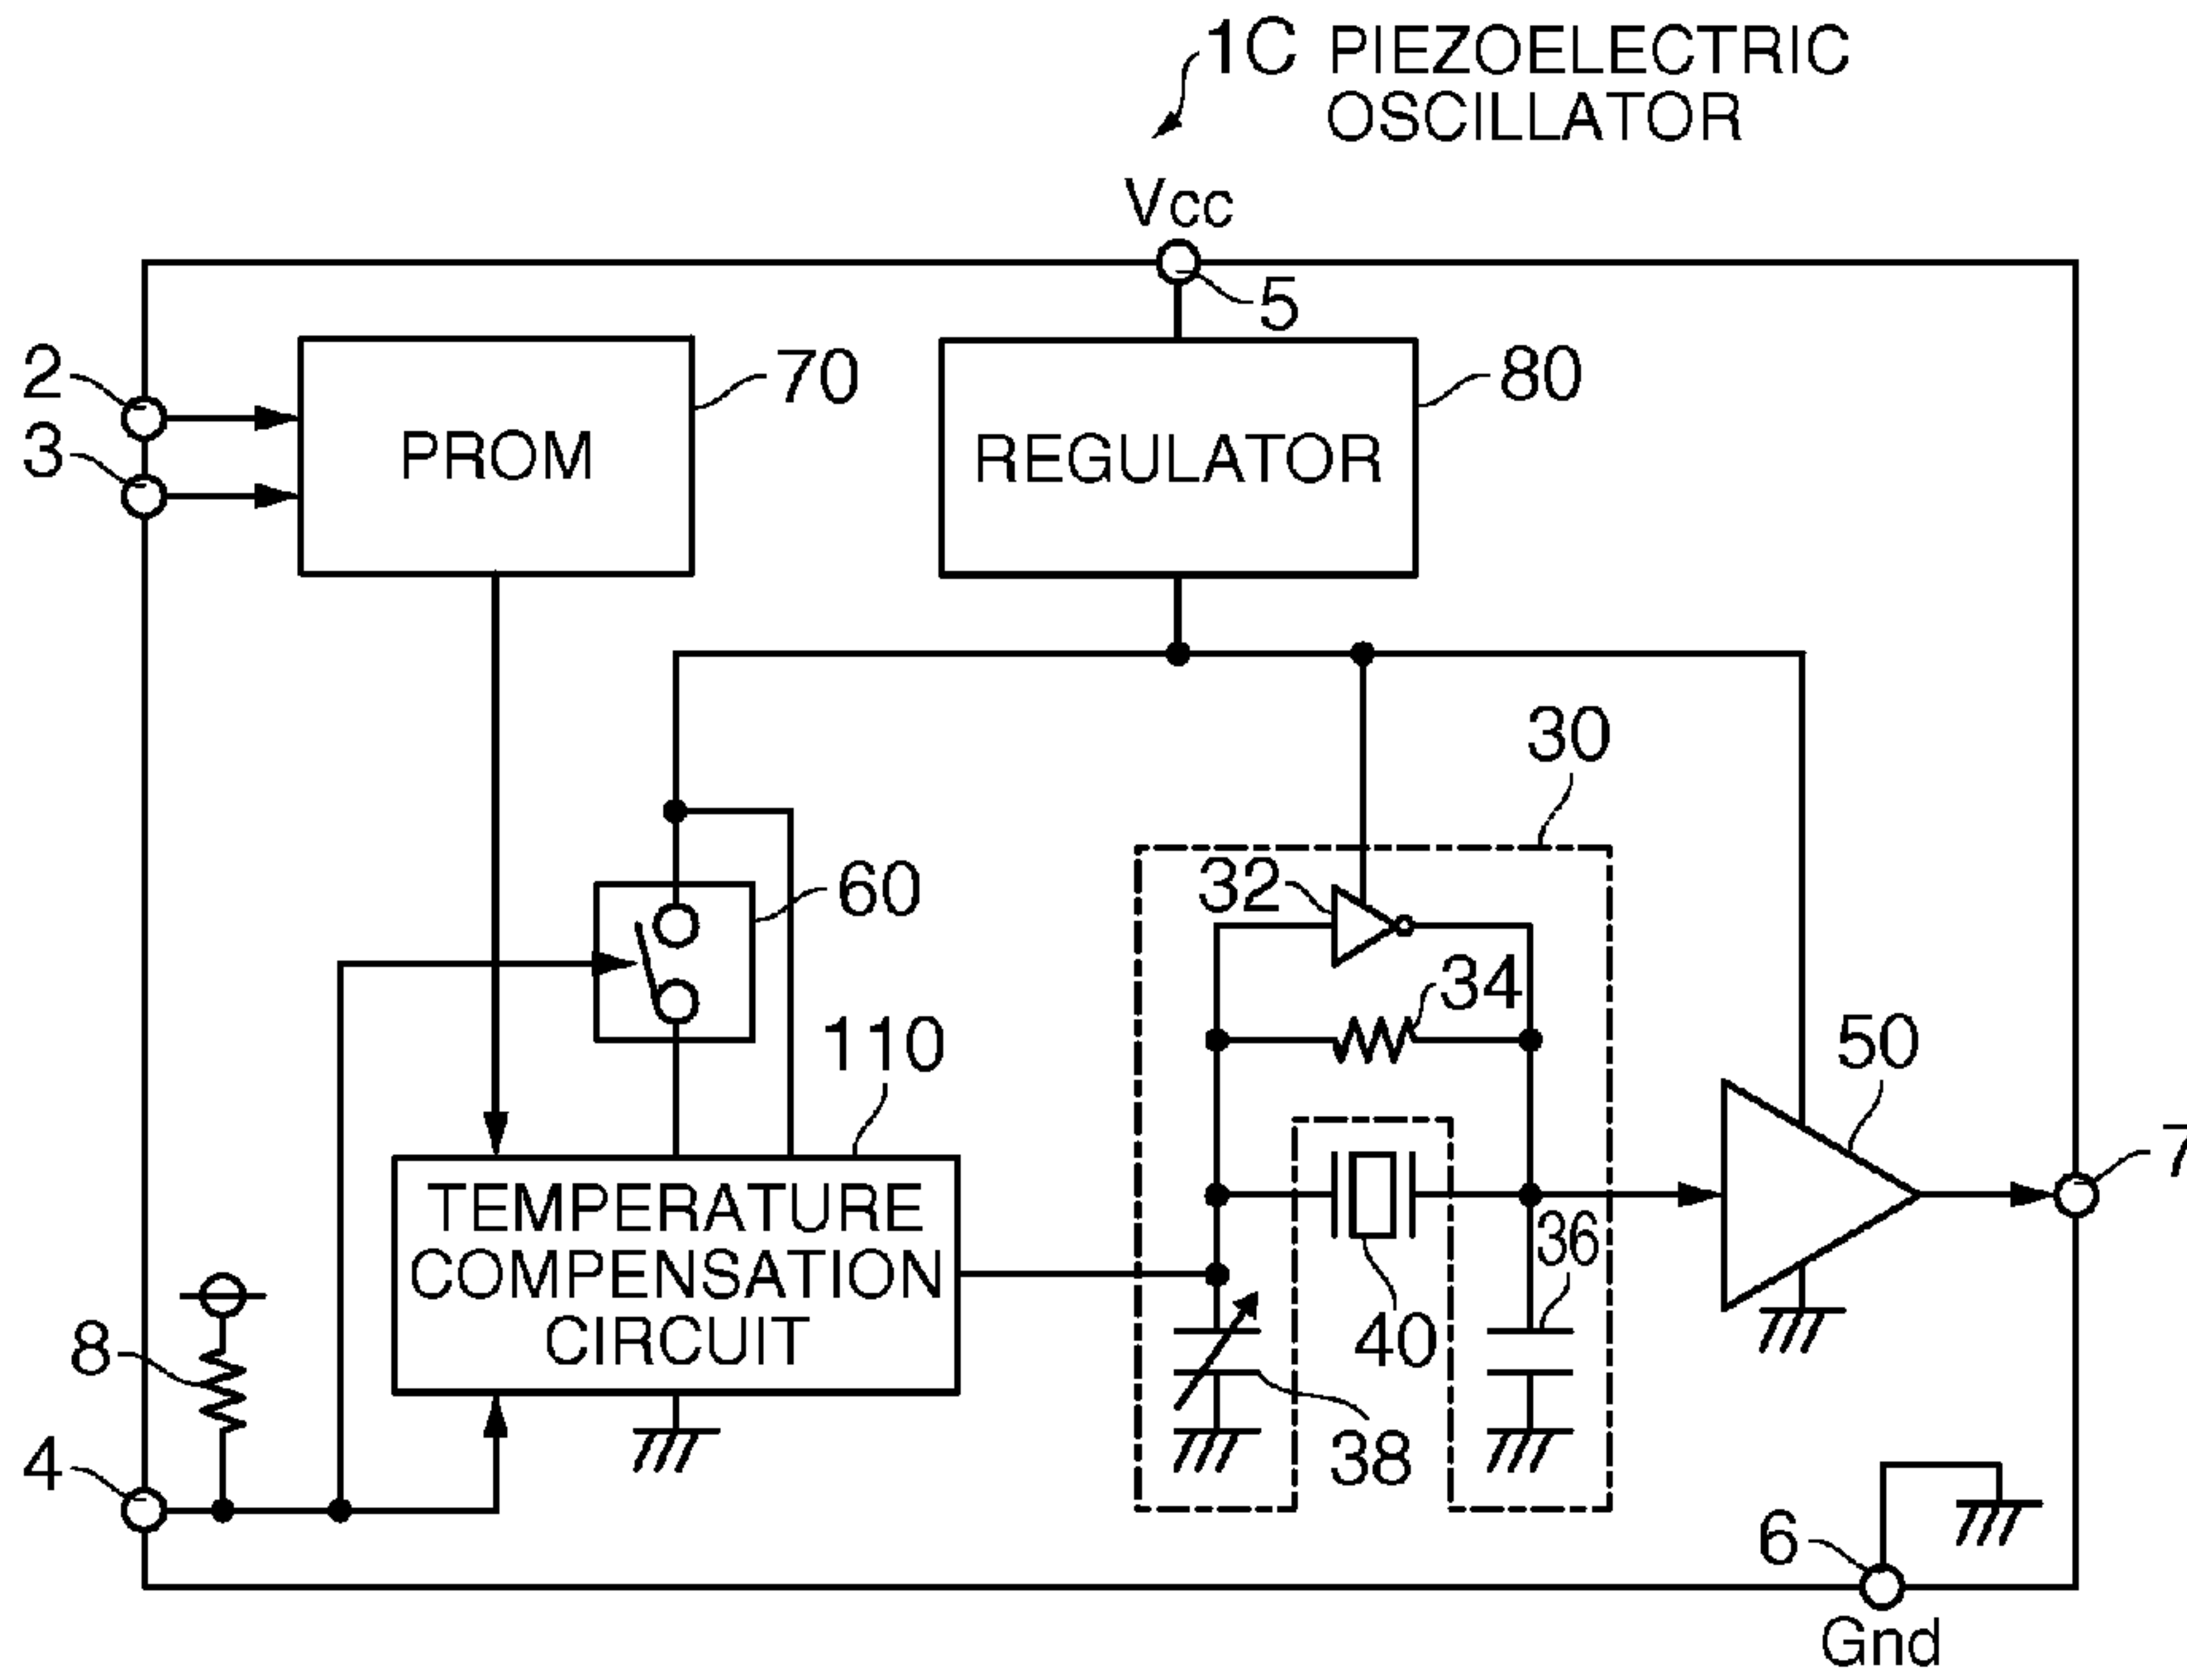 1C PIEZOELECTRIC
OSCILLATOR
Vcc
5
2
3
PROM
70
REGULATOR
80
30
60
32
34
110
50
7
TEMPERATURE
COMPENSATION
CIRCUIT
36
40
8
38
4
6
Gnd